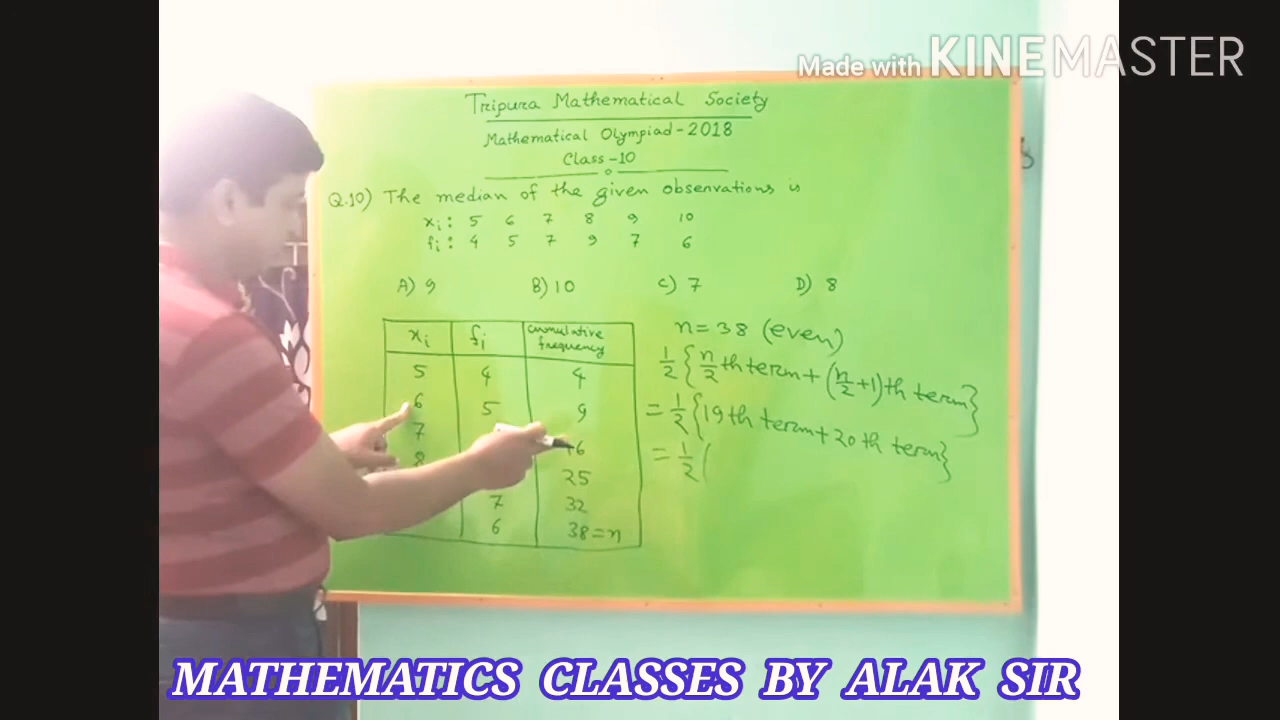 Made with KINEMASTER
Tripura Mathematical Society
Mathematical Olympiad-2018
Class-10
Q.10) The median of the given observations is
xi: 5 6 7 8 9 10
fi: 4 5 7 9 7 6
A) 9 B) 10 C) 7 D) 8
xi fi cumulative frequency
5 4 4
6 5 9
7 16
8 25
7 32
6 38=n
n=38 (even)
1/2{n/2 th term+(n/2+1)th term}
=1/2{19th term+20th term}
=1/2(
MATHEMATICS CLASSES BY ALAK SIR